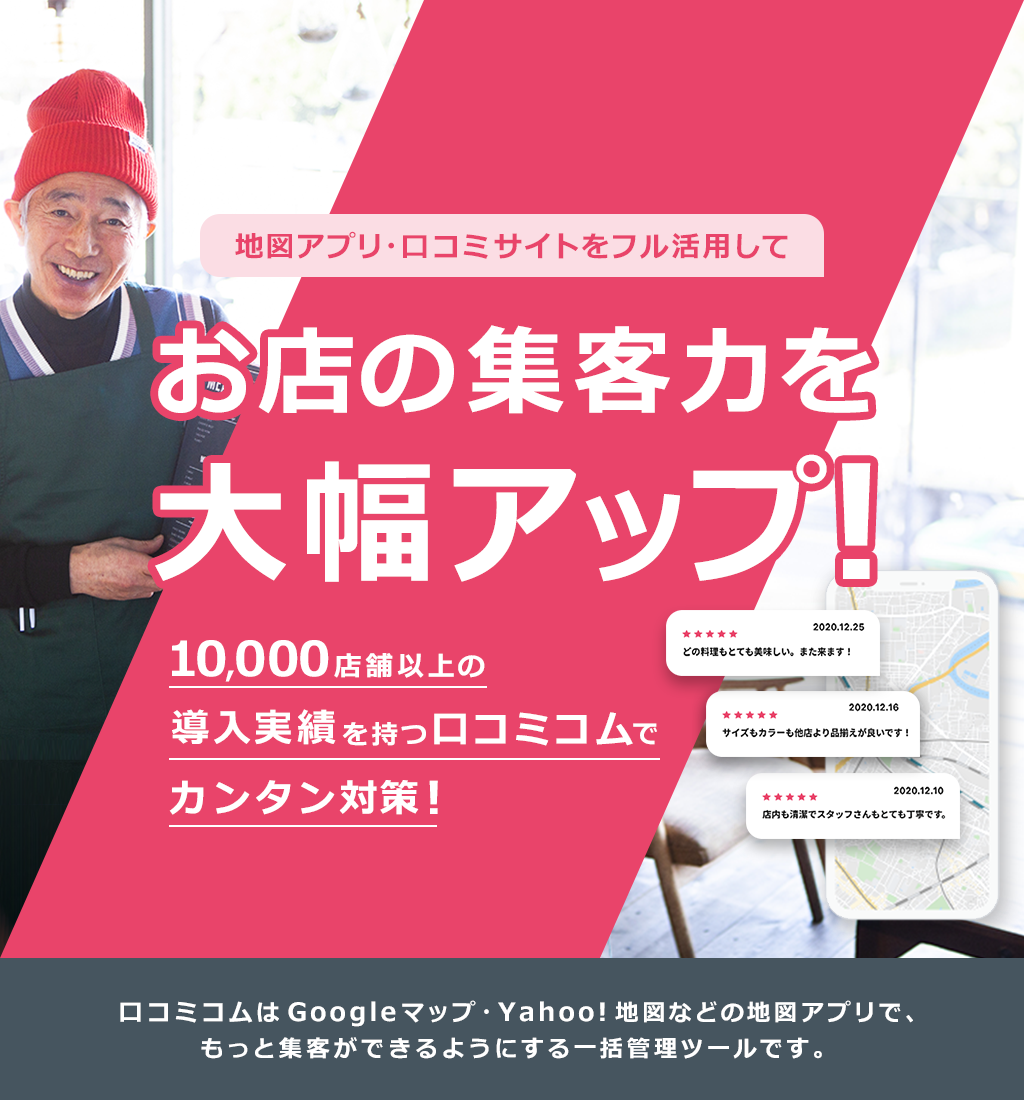 地図アプリ・口コミサイトをフル活用して
お店の集客力を
大幅アップ！
10,000店舗以上の
導入実績を持つ口コミコムで
カンタン対策！
2020.12.25
★★★★★
どの料理もとても美味しい。また来ます！
2020.12.16
★★★★★
サイズもカラーも他店より品揃えが良いです！
2020.12.10
★★★★★
店内も清潔でスタッフさんもとても丁寧です。
口コミコムはGoogleマップ・Yahoo!地図などの地図アプリで、
もっと集客ができるようにする一括管理ツールです。